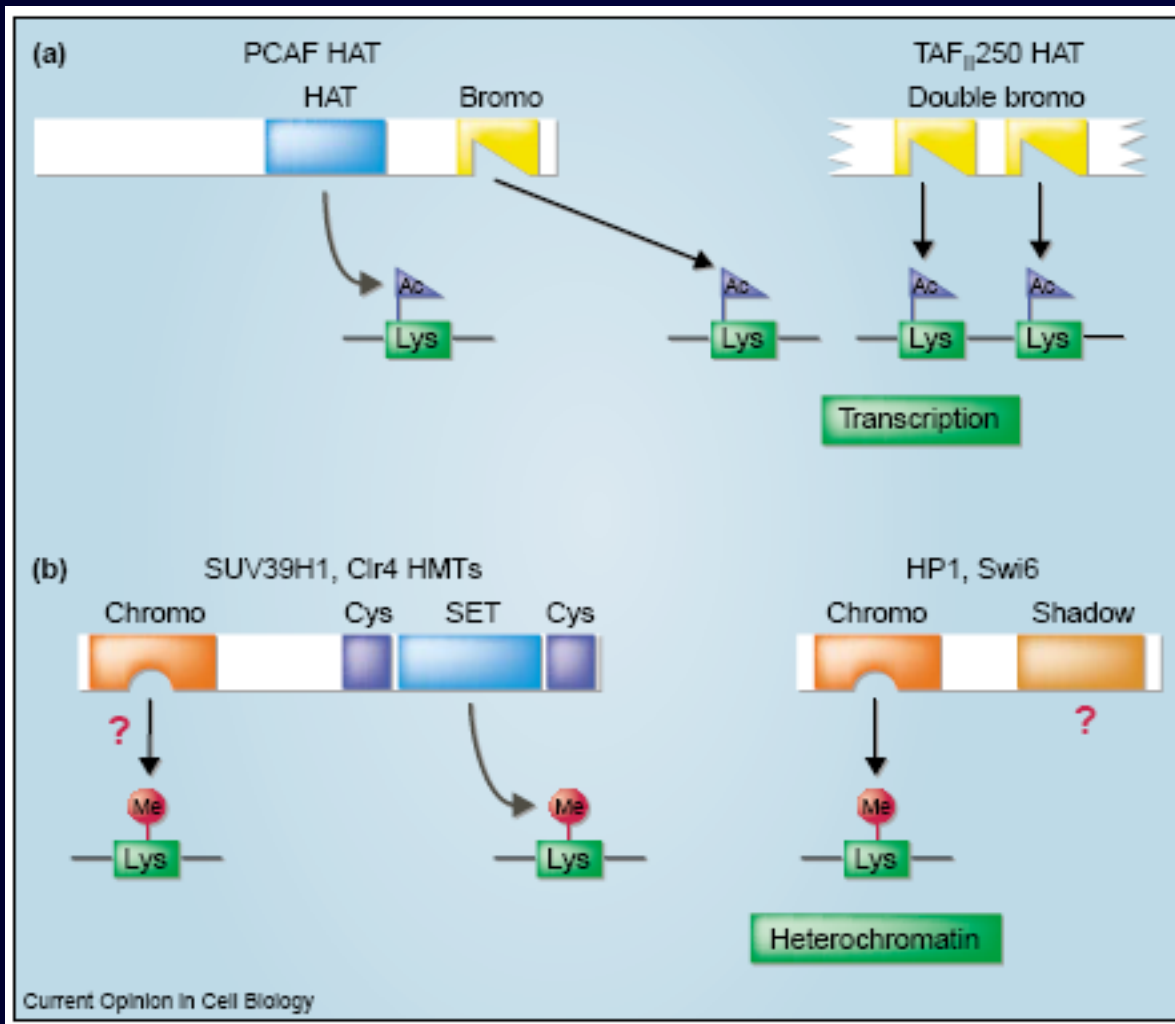 (a) PCAF HAT TAF_II250 HAT
HAT Bromo Double bromo
Ac Ac Ac Ac
Lys Lys Lys Lys
Transcription
(b) SUV39H1, Clr4 HMTs HP1, Swi6
Chromo Cys SET Cys Chromo Shadow
? ?
Me Me Me
Lys Lys Lys
Heterochromatin
Current Opinion in Cell Biology